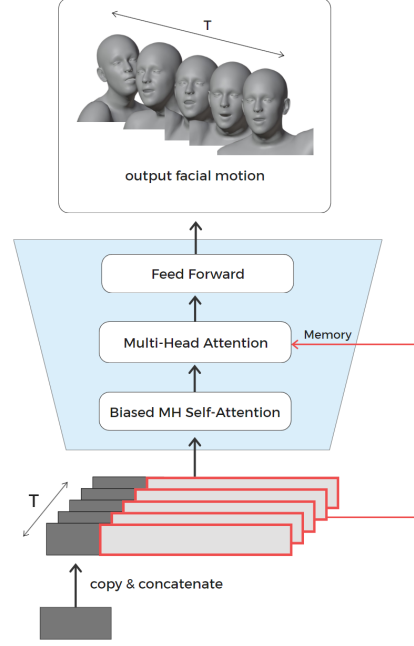 T
output facial motion
Feed Forward
Multi-Head Attention
Memory
Biased MH Self-Attention
T
copy & concatenate